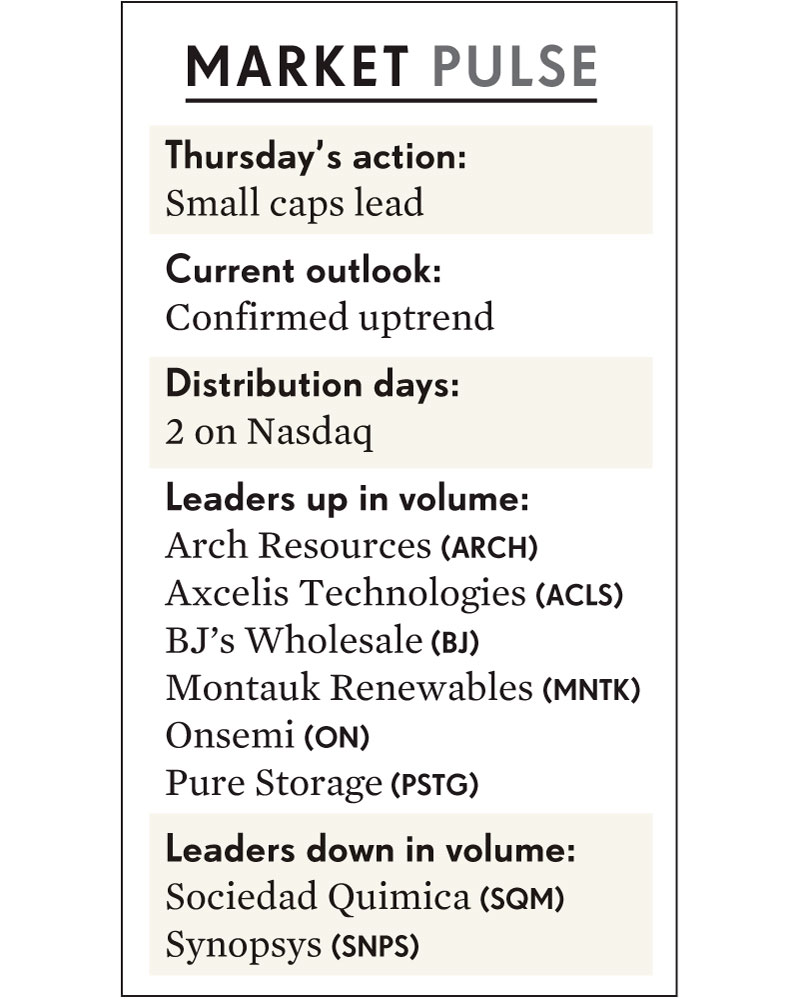 MARKET PULSE
Thursday’s action:
Small caps lead
Current outlook:
Confirmed uptrend
Distribution days:
2 on Nasdaq
Leaders up in volume:
Arch Resources (ARCH)
Axcelis Technologies (ACLS)
BJ’s Wholesale (BJ)
Montauk Renewables (MNTK)
Onsemi (ON)
Pure Storage (PSTG)
Leaders down in volume:
Sociedad Quimica (SQM)
Synopsys (SNPS)